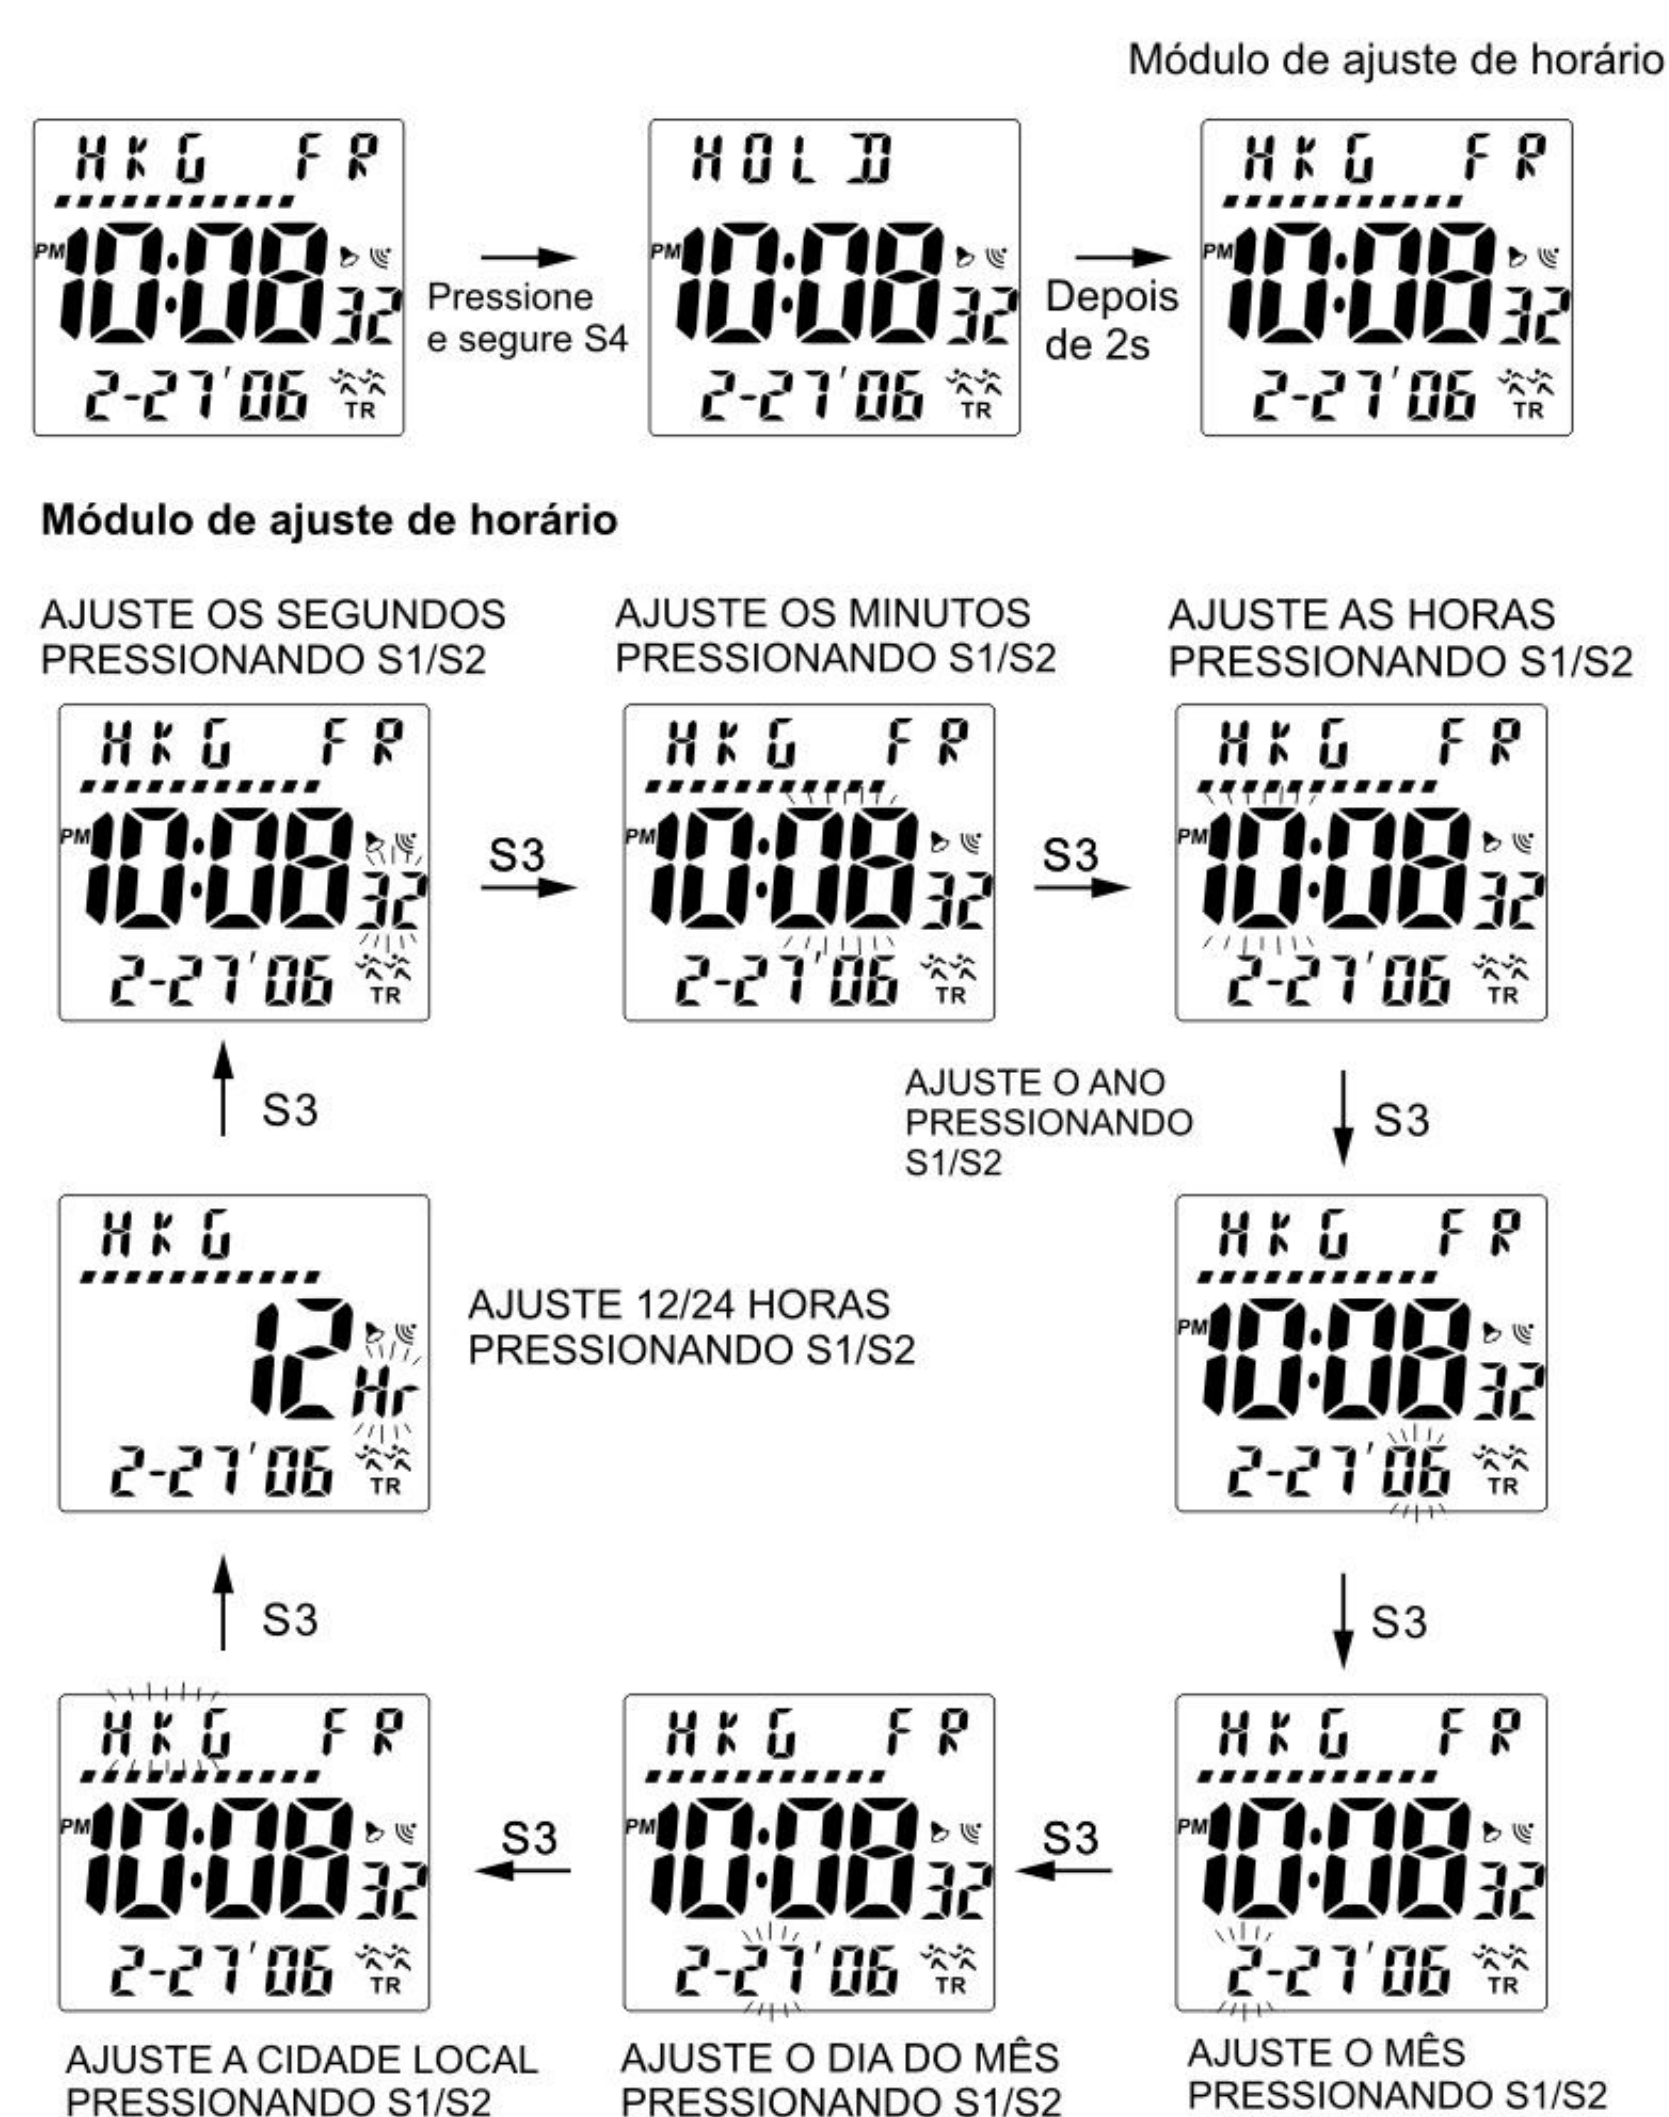 Módulo de ajuste de horário
HKG FR
PM 10:08 32
2-27'06 TR
Pressione
e segure S4
HOLD
PM 10:08 32
2-27'06 TR
Depois
de 2s
HKG FR
PM 10:08 32
2-27'06 TR
Módulo de ajuste de horário
AJUSTE OS SEGUNDOS
PRESSIONANDO S1/S2
HKG FR
PM 10:08 32
2-27'06 TR
S3
AJUSTE OS MINUTOS
PRESSIONANDO S1/S2
HKG FR
PM 10:08 32
2-27'06 TR
S3
AJUSTE AS HORAS
PRESSIONANDO S1/S2
HKG FR
PM 10:08 32
2-27'06 TR
S3
AJUSTE O ANO
PRESSIONANDO
S1/S2
HKG FR
PM 10:08 32
2-27'06 TR
S3
HKG FR
PM 10:08 32
2-27'06 TR
AJUSTE O MÊS
PRESSIONANDO S1/S2
S3
HKG FR
PM 10:08 32
2-27'06 TR
AJUSTE O DIA DO MÊS
PRESSIONANDO S1/S2
S3
HKG FR
PM 10:08 32
2-27'06 TR
AJUSTE A CIDADE LOCAL
PRESSIONANDO S1/S2
S3
HKG
12 Hr
2-27'06 TR
AJUSTE 12/24 HORAS
PRESSIONANDO S1/S2
S3